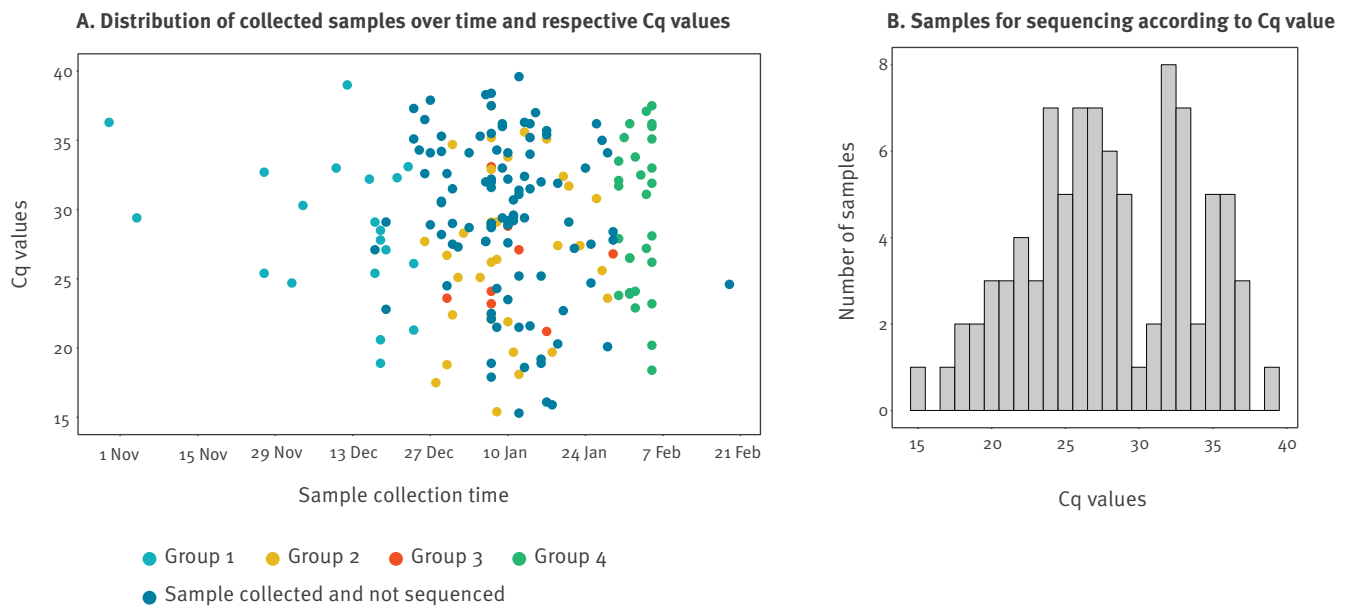 A. Distribution of collected samples over time and respective Cq values
40
35
30
25
20
15
Cq values
1 Nov 15 Nov 29 Nov 13 Dec 27 Dec 10 Jan 24 Jan 7 Feb 21 Feb
Sample collection time
Group 1 Group 2 Group 3 Group 4
Sample collected and not sequenced
B. Samples for sequencing according to Cq value
8
6
4
2
0
Number of samples
15 20 25 30 35 40
Cq values